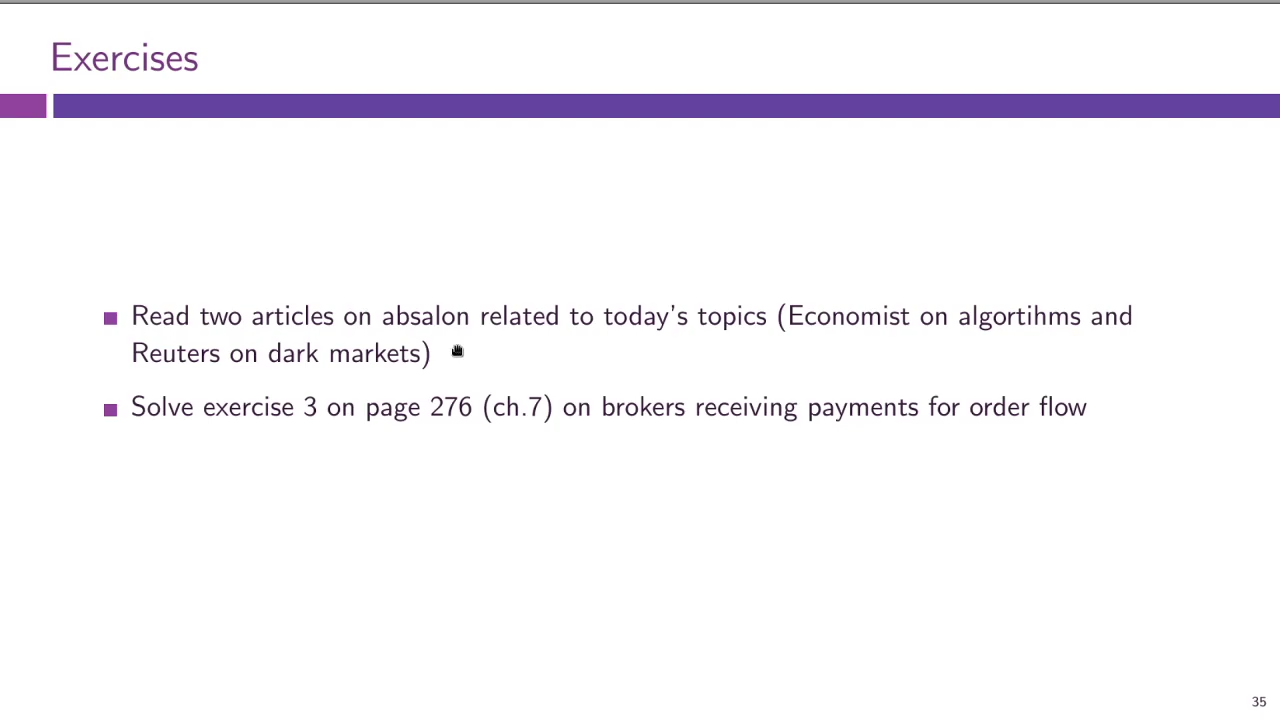 Exercises
Read two articles on absalon related to today's topics (Economist on algortihms and
Reuters on dark markets)
Solve exercise 3 on page 276 (ch.7) on brokers receiving payments for order flow
35